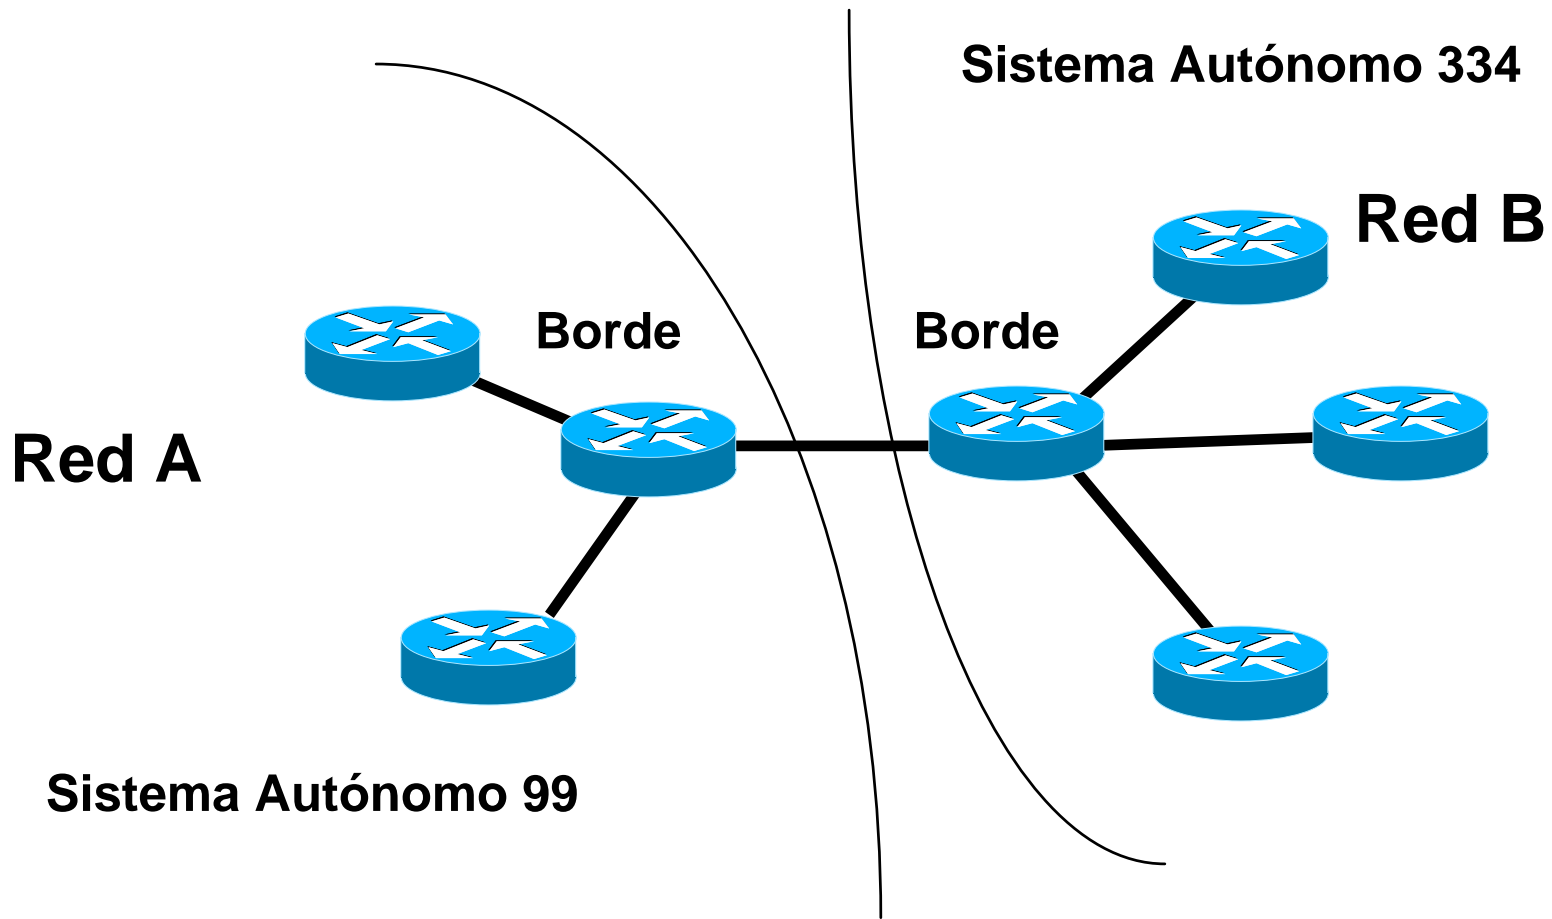 Sistema Autónomo 334
Red B
Borde
Borde
Red A
Sistema Autónomo 99